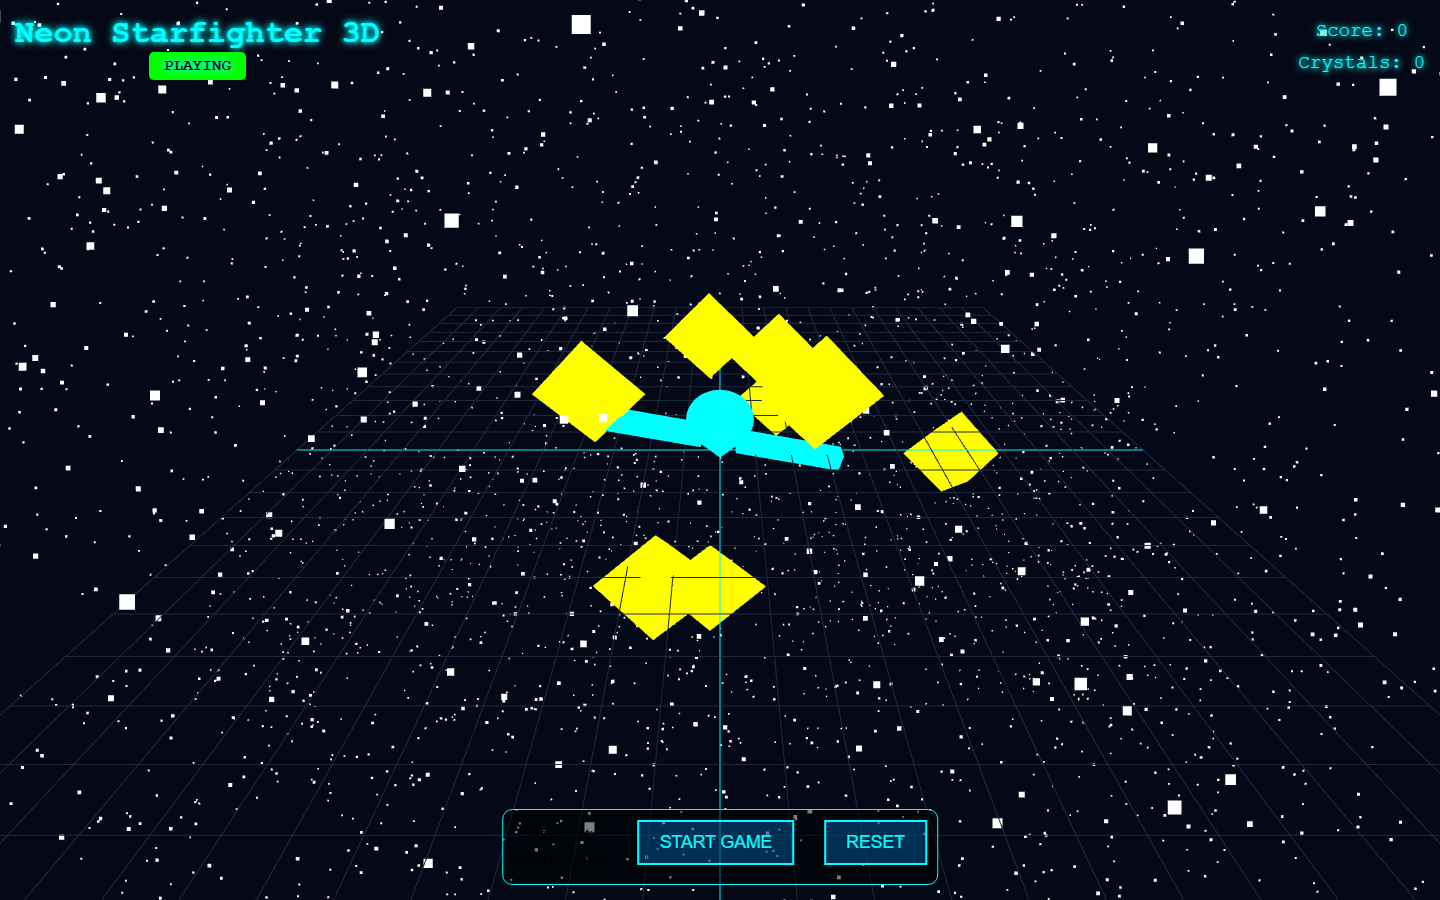 Neon Starfighter 3D
PLAYING
Score: 0
Crystals: 0
START GAME
RESET